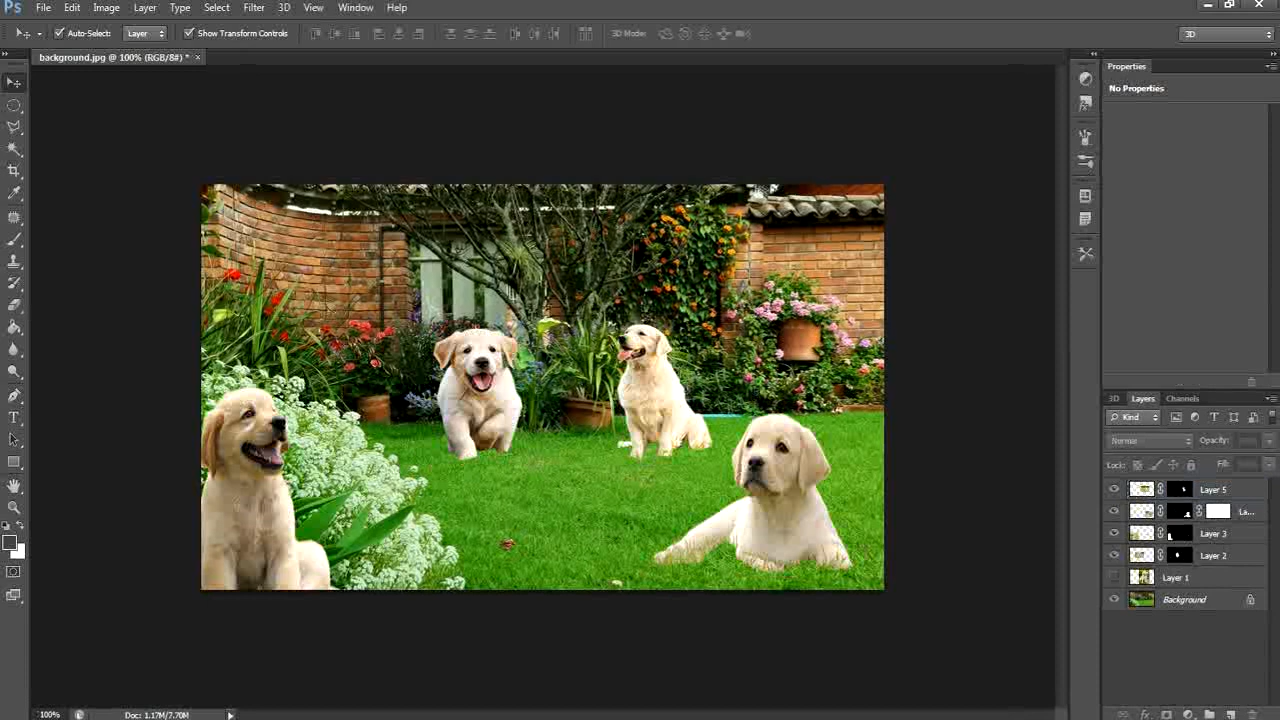 Ps File Edit Image Layer Type Select Filter 3D View Window Help
Auto-Select: Layer Show Transform Controls 3D Mode: 3D
background.jpg @ 100% (RGB/8#) * ×
Properties
No Properties
3D Layers Channels
Kind T
Normal Opacity:
Lock: Fill:
Layer 5
La...
Layer 3
Layer 2
Layer 1
Background
T
100% Doc: 1.17M/7.70M
fx